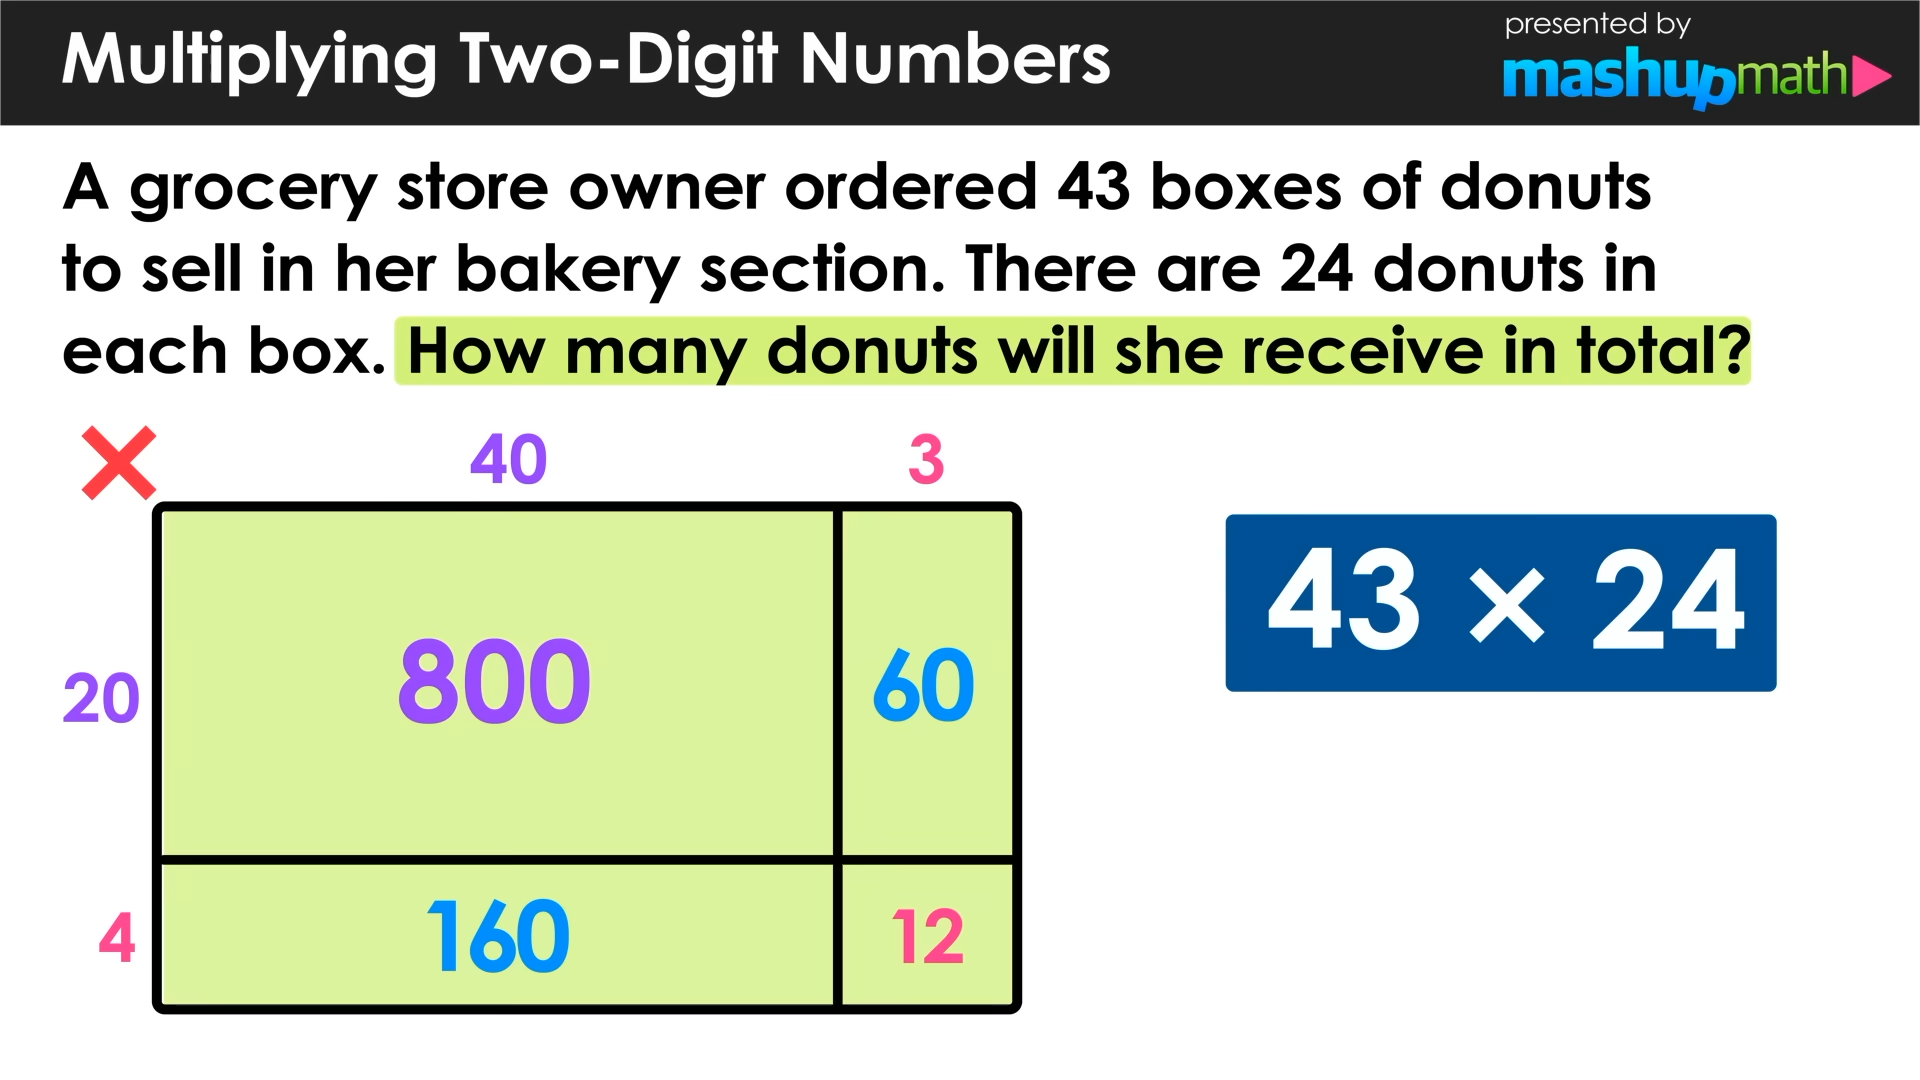 Multiplying Two-Digit Numbers
presented by
mashupmath
A grocery store owner ordered 43 boxes of donuts
to sell in her bakery section. There are 24 donuts in
each box. How many donuts will she receive in total?
× 40 3
20 800 60
43 × 24
4 160 12